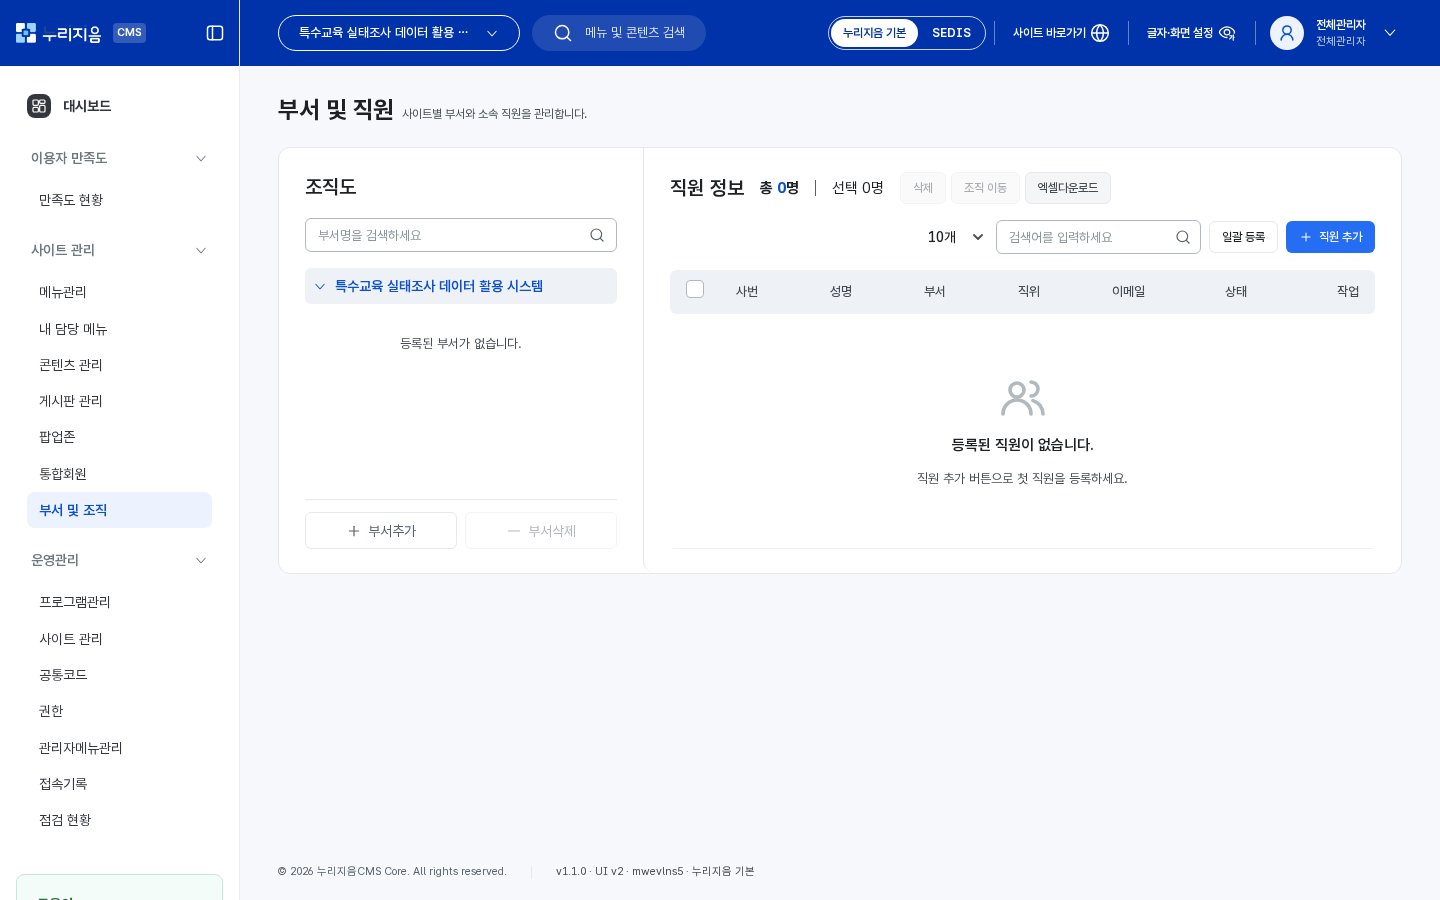 누리지음 CMS
특수교육 실태조사 데이터 활용 ···
메뉴 및 콘텐츠 검색
누리지음 기본 SEDIS
사이트 바로가기
글자·화면 설정
전체관리자
전체관리자
대시보드
이용자 만족도
만족도 현황
사이트 관리
메뉴관리
내 담당 메뉴
콘텐츠 관리
게시판 관리
팝업존
통합회원
부서 및 조직
운영관리
프로그램관리
사이트 관리
공통코드
권한
관리자메뉴관리
접속기록
점검 현황
부서 및 직원 사이트별 부서와 소속 직원을 관리합니다.
조직도
부서명을 검색하세요
특수교육 실태조사 데이터 활용 시스템
등록된 부서가 없습니다.
부서추가 부서삭제
직원 정보 총 0명 선택 0명 삭제 조직 이동 엑셀다운로드
10개 검색어를 입력하세요 일괄 등록 직원 추가
사번 성명 부서 직위 이메일 상태 작업
등록된 직원이 없습니다.
직원 추가 버튼으로 첫 직원을 등록하세요.
© 2026 누리지음CMS Core. All rights reserved. v1.1.0 · UI v2 · mwevlns5 · 누리지음 기본